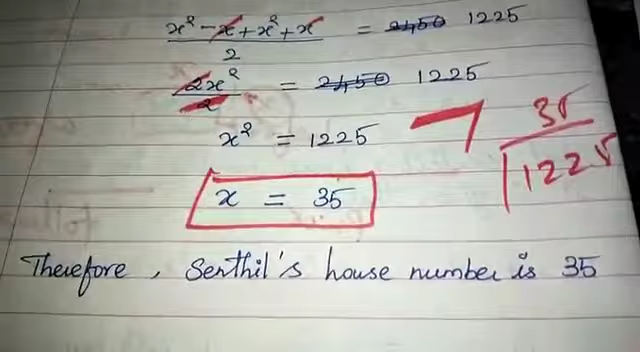 x² - x + x² + x / 2 = 2450 1225
2x² / 2 = 2450 1225
x² = 1225
35
1225
x = 35
Therefore, Senthil's house number is 35